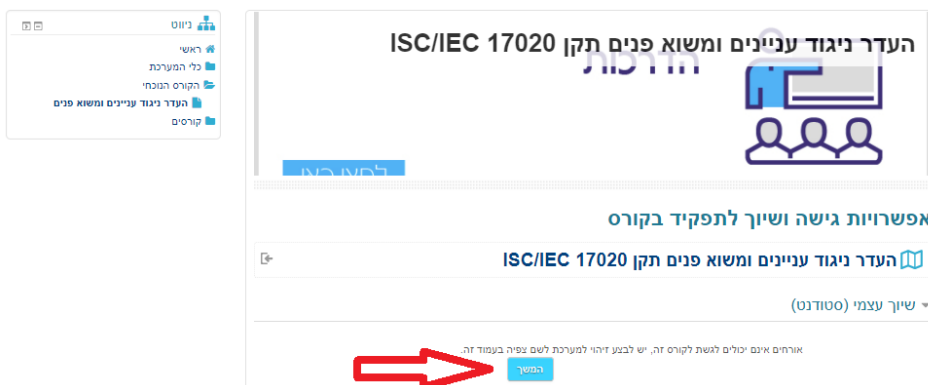 העדר ניגוד עניינים ומשוא פנים תקן ISC/IEC 17020
הדרכות
לחצו כאן
ניווט
ראשי
כלי המערכת
הקורס הנוכחי
העדר ניגוד עניינים ומשוא פנים
קורסים
אפשרויות גישה ושיוך לתפקיד בקורס
העדר ניגוד עניינים ומשוא פנים תקן ISC/IEC 17020
שיוך עצמי (סטודנט)
אורחים אינם יכולים לגשת לקורס זה, יש לבצע זיהוי למערכת לשם צפיה בעמוד זה.
המשך